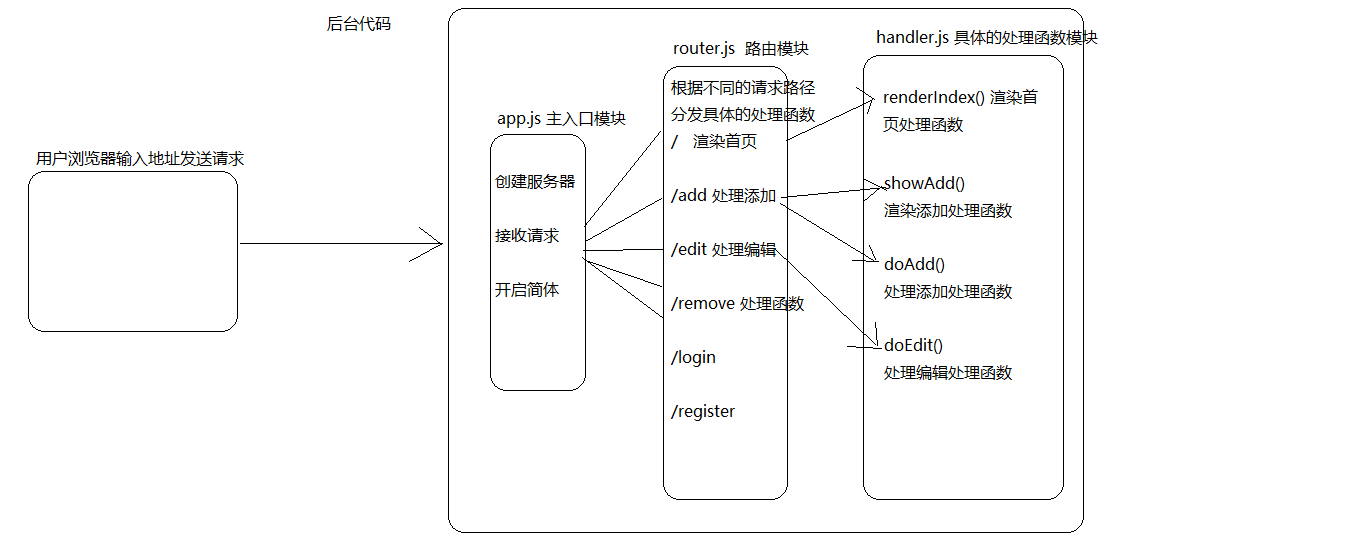 后台代码
用户浏览器输入地址发送请求
app.js 主入口模块
创建服务器
接收请求
开启简体
router.js 路由模块
根据不同的请求路径
分发具体的处理函数
/ 渲染首页
/add 处理添加
/edit 处理编辑
/remove 处理函数
/login
/register
handler.js 具体的处理函数模块
renderIndex() 渲染首
页处理函数
showAdd()
渲染添加处理函数
doAdd()
处理添加处理函数
doEdit()
处理编辑处理函数